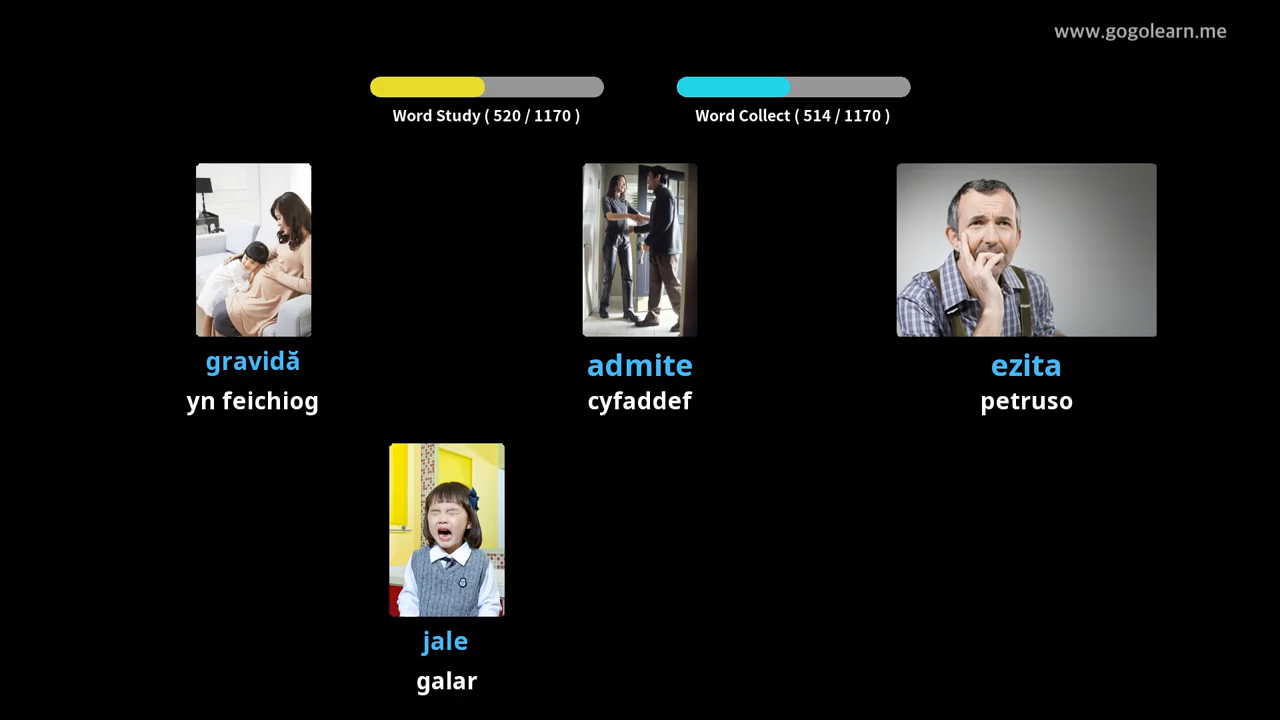 www.gogolearn.me
Word Study ( 520 / 1170 )
Word Collect ( 514 / 1170 )
gravidă
yn feichiog
admite
cyfaddef
ezita
petruso
jale
galar